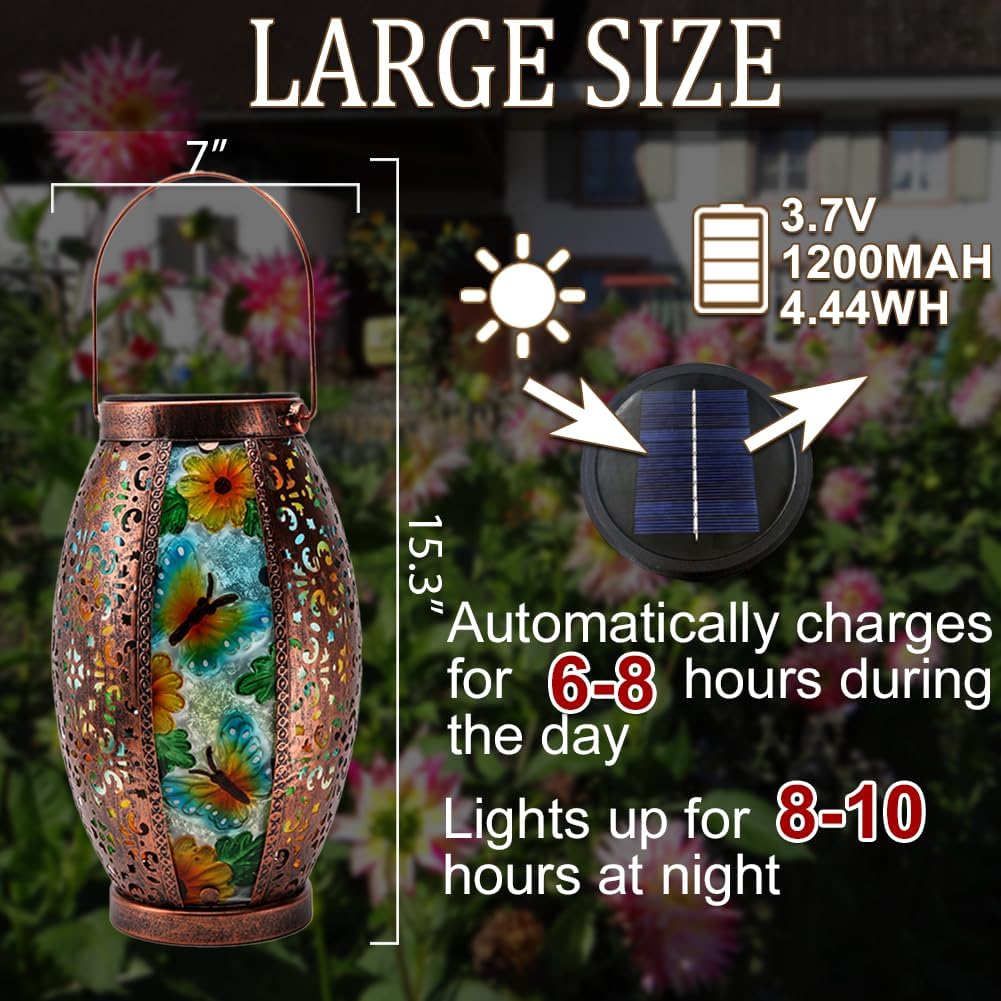 LARGE SIZE
7”
15.3”
3.7V
1200MAH
4.44WH
Automatically charges
for 6-8 hours during
the day
Lights up for 8-10
hours at night